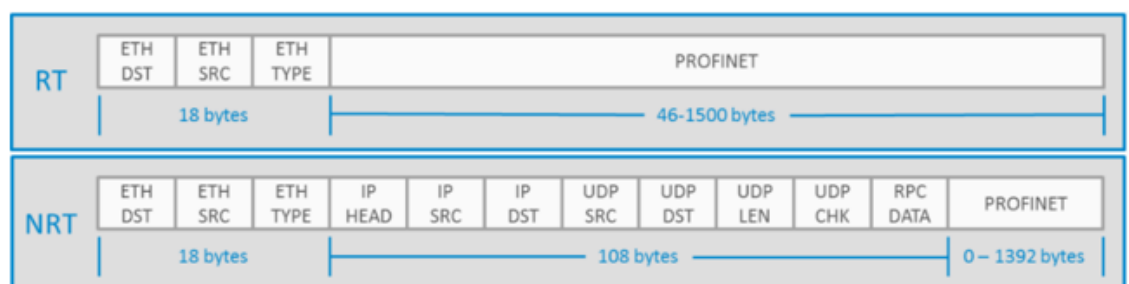 RT
ETH DST ETH SRC ETH TYPE PROFINET
18 bytes 46-1500 bytes
NRT
ETH DST ETH SRC ETH TYPE IP HEAD IP SRC IP DST UDP SRC UDP DST UDP LEN UDP CHK RPC DATA PROFINET
18 bytes 108 bytes 0 – 1392 bytes